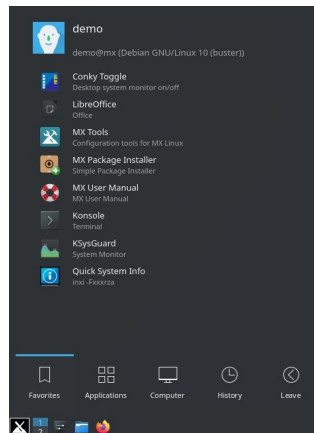 demo
demo@mx (Debian GNU/Linux 10 (buster))
Conky Toggle
Desktop system monitor on/off
LibreOffice
Office
MX Tools
Configuration tools for MX Linux
MX Package Installer
Simple Package Installer
MX User Manual
MX User Manual
Konsole
Terminal
KSysGuard
System Monitor
Quick System Info
inxi -Fxxxrza
Favorites Applications Computer History Leave
1
2